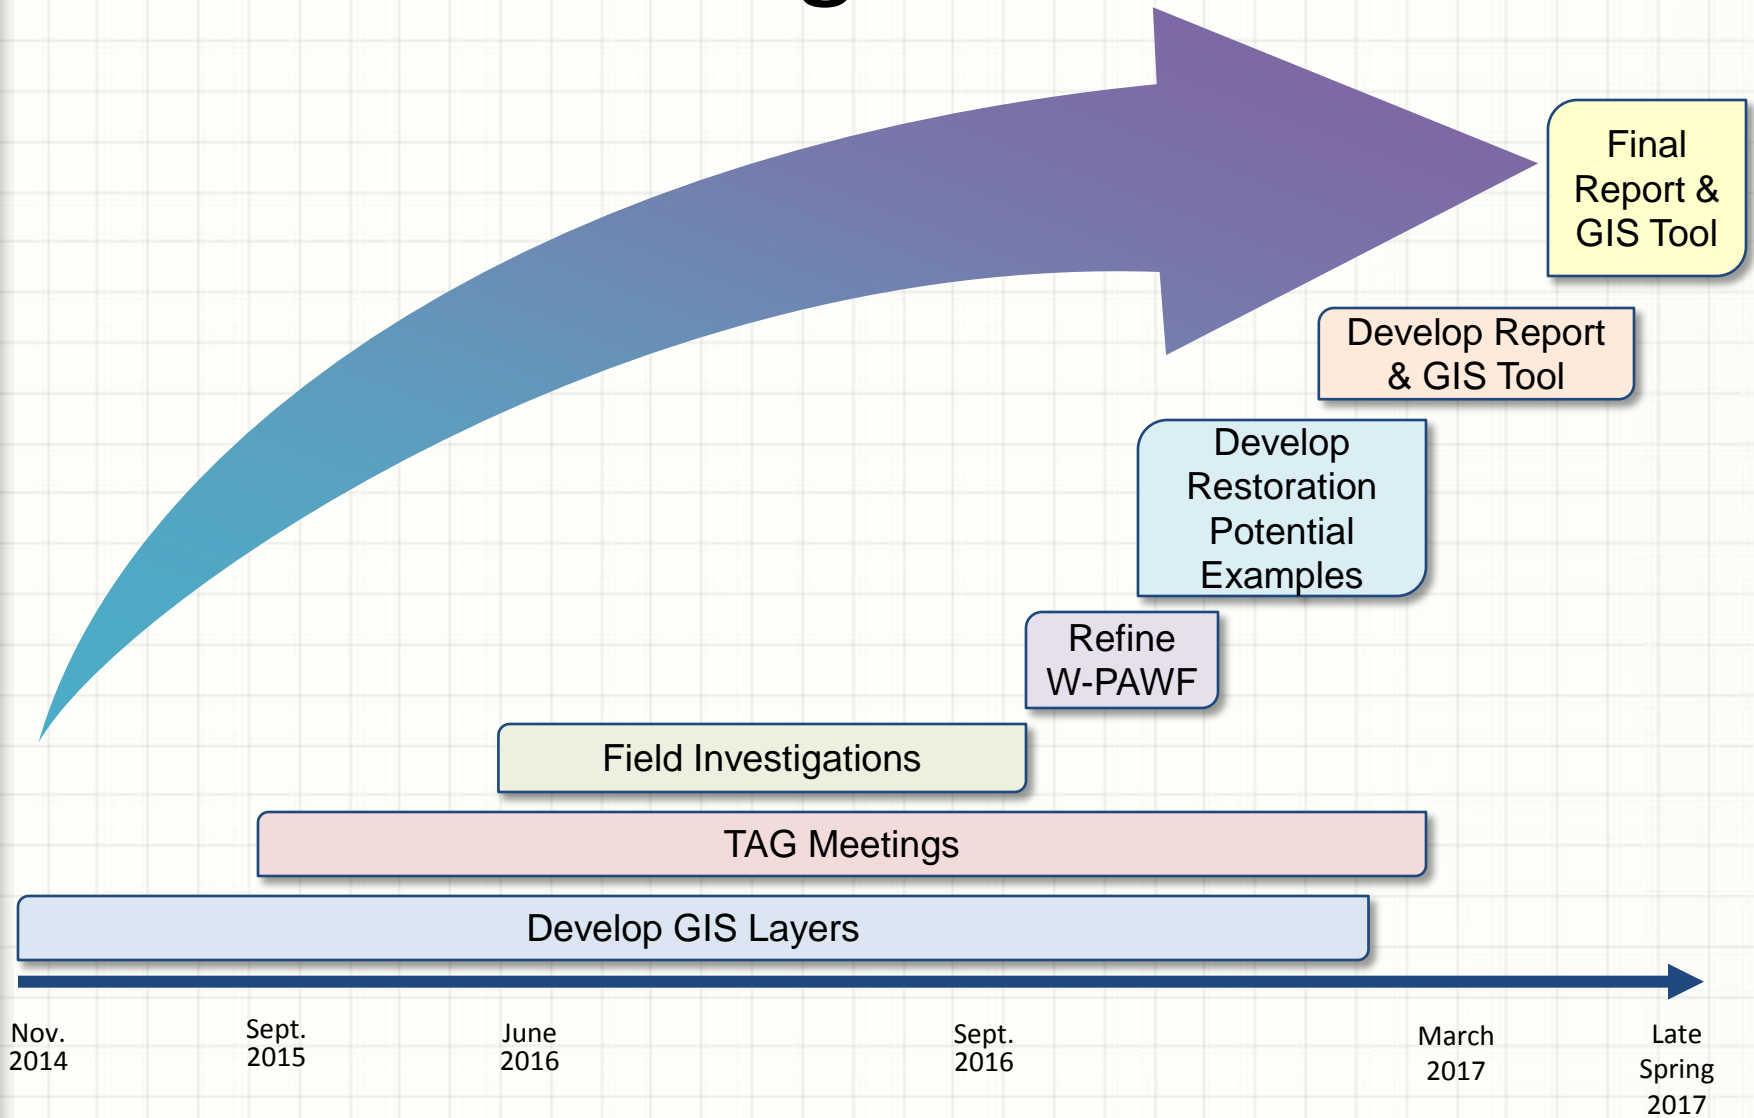 Final
Report &
GIS Tool
Develop Report
& GIS Tool
Develop
Restoration
Potential
Examples
Refine
W-PAWF
Field Investigations
TAG Meetings
Develop GIS Layers
Nov.
2014
Sept.
2015
June
2016
Sept.
2016
March
2017
Late
Spring
2017